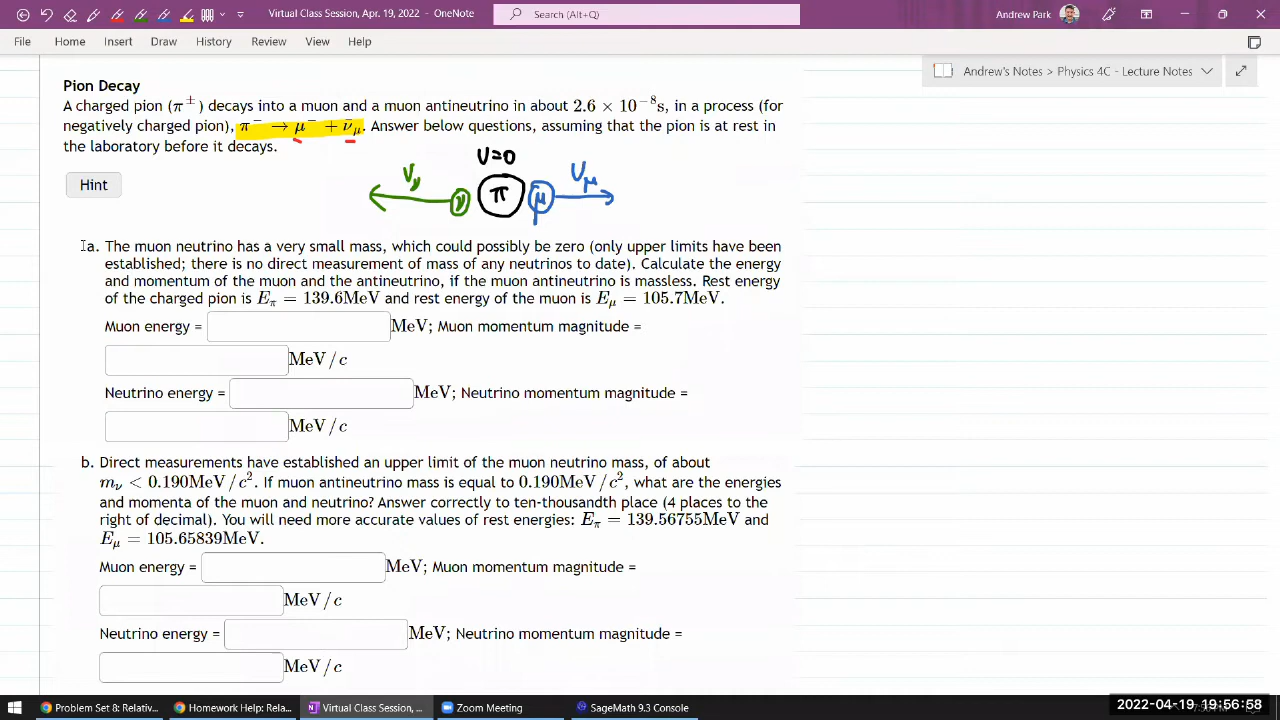 Virtual Class Session, Apr. 19, 2022 - OneNote
Search (Alt+Q)
Andrew Park
File Home Insert Draw History Review View Help
Andrew's Notes > Physics 4C - Lecture Notes
Pion Decay
A charged pion (π±) decays into a muon and a muon antineutrino in about 2.6 × 10⁻⁸s, in a process (for
negatively charged pion), π⁻ → μ⁻ + ν̄_μ. Answer below questions, assuming that the pion is at rest in
the laboratory before it decays.
V=0
Hint
V_ν
ν
π
μ
V_μ
a. The muon neutrino has a very small mass, which could possibly be zero (only upper limits have been
established; there is no direct measurement of mass of any neutrinos to date). Calculate the energy
and momentum of the muon and the antineutrino, if the muon antineutrino is massless. Rest energy
of the charged pion is E_π = 139.6MeV and rest energy of the muon is E_μ = 105.7MeV.
Muon energy = MeV; Muon momentum magnitude =
MeV/c
Neutrino energy = MeV; Neutrino momentum magnitude =
MeV/c
b. Direct measurements have established an upper limit of the muon neutrino mass, of about
m_ν < 0.190MeV/c². If muon antineutrino mass is equal to 0.190MeV/c², what are the energies
and momenta of the muon and neutrino? Answer correctly to ten-thousandth place (4 places to the
right of decimal). You will need more accurate values of rest energies: E_π = 139.56755MeV and
E_μ = 105.65839MeV.
Muon energy = MeV; Muon momentum magnitude =
MeV/c
Neutrino energy = MeV; Neutrino momentum magnitude =
MeV/c
Problem Set 8: Relativ... Homework Help: Rela... Virtual Class Session, ... Zoom Meeting SageMath 9.3 Console
2022-04-19 19:56:58